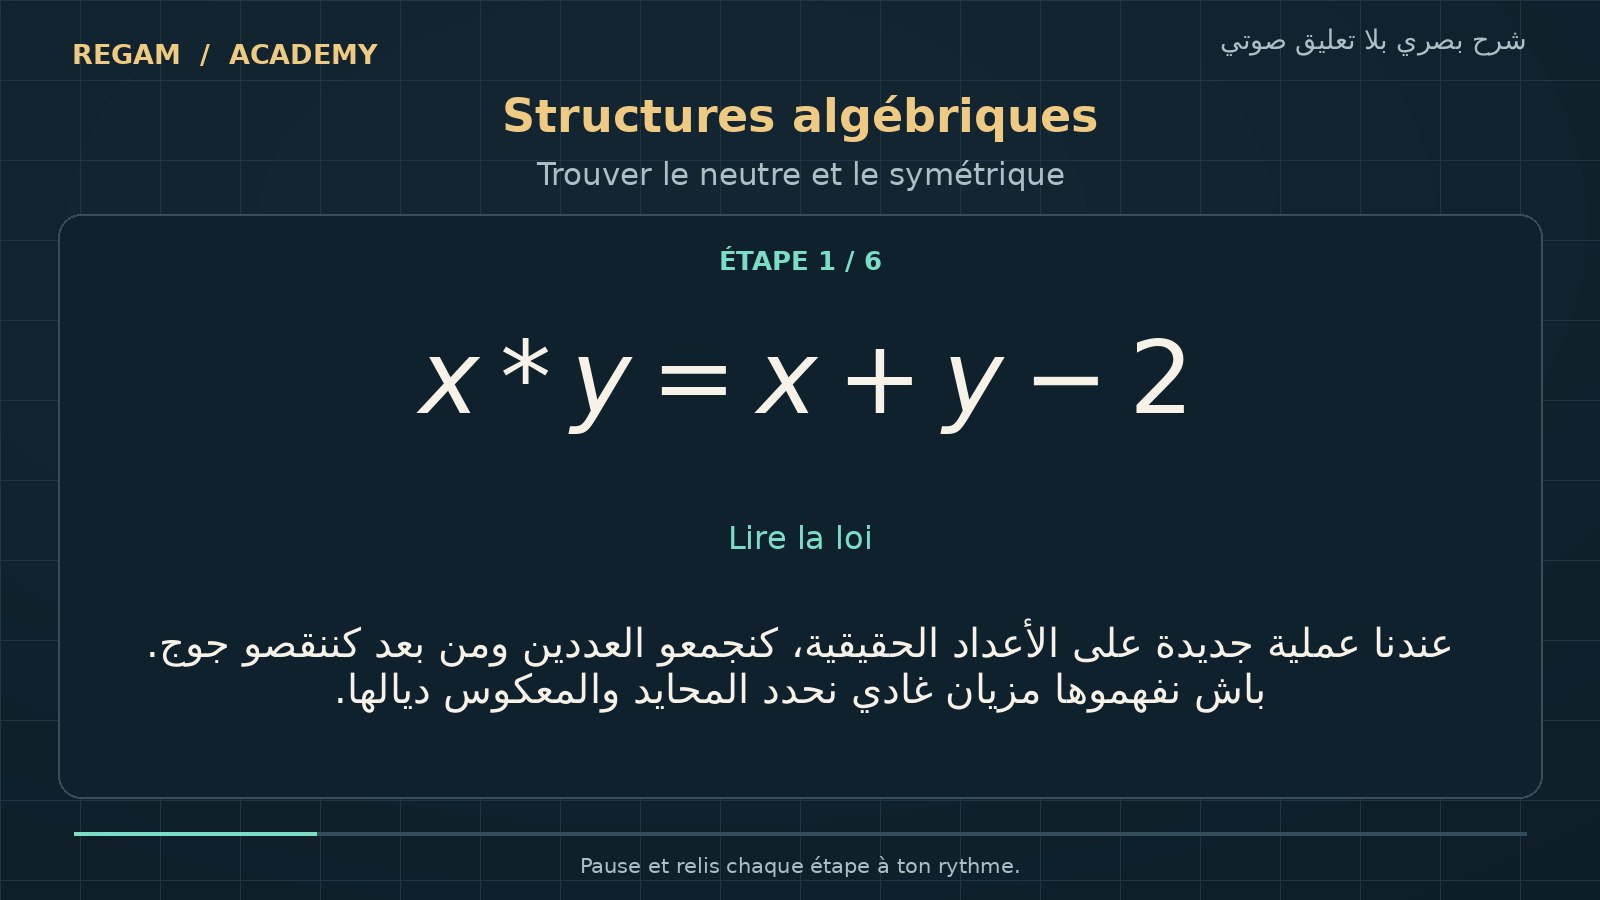 REGAM / ACADEMY
شرح بصري بلا تعليق صوتي
Structures algébriques
Trouver le neutre et le symétrique
ÉTAPE 1 / 6
x * y = x + y − 2
Lire la loi
عندنا عملية جديدة على الأعداد الحقيقية، كنجمعو العددين ومن بعد كننقصو جوج.
باش نفهموها مزيان غادي نحدد المحايد والمعكوس ديالها.
Pause et relis chaque étape à ton rythme.